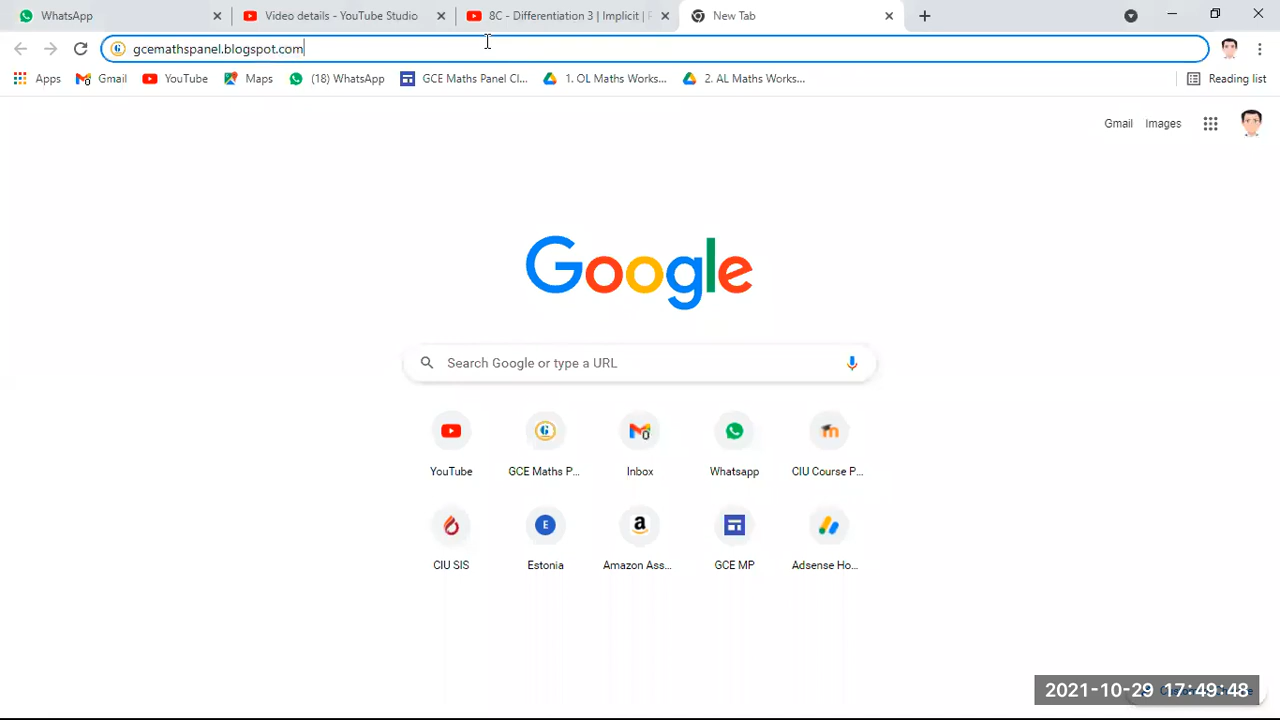 WhatsApp
Video details - YouTube Studio
8C - Differentiation 3 | Implicit |
New Tab
gcemathspanel.blogspot.com
Apps
Gmail
YouTube
Maps
(18) WhatsApp
GCE Maths Panel Cl...
1. OL Maths Works...
2. AL Maths Works...
Reading list
Gmail
Images
Google
Search Google or type a URL
YouTube
GCE Maths P...
Inbox
Whatsapp
CIU Course P...
E
a
CIU SIS
Estonia
Amazon Ass...
GCE MP
Adsense Ho...
2021-10-29 17:49:48